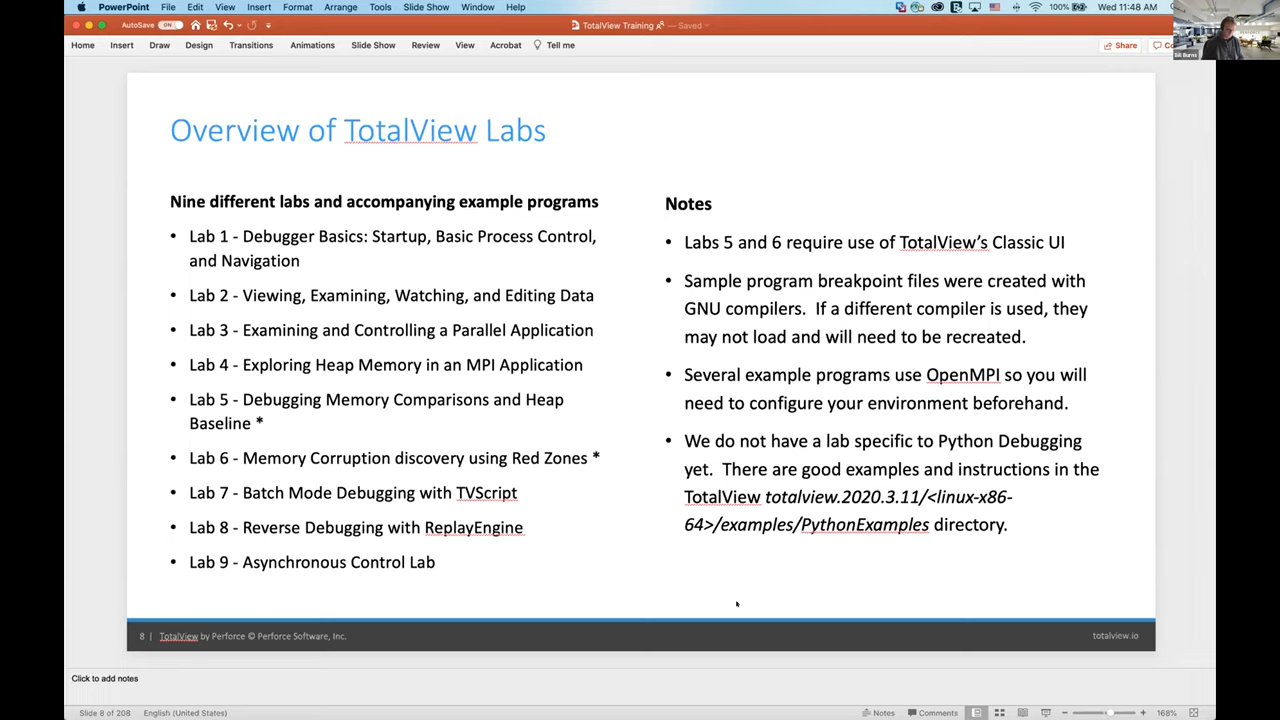 PowerPoint File Edit View Insert Format Arrange Tools Slide Show Window Help
100% Wed 11:48 AM
AutoSave ON
TotalView Training — Saved
Home Insert Draw Design Transitions Animations Slide Show Review View Acrobat Tell me
Share Co
Bill Burns
Overview of TotalView Labs
Nine different labs and accompanying example programs
• Lab 1 - Debugger Basics: Startup, Basic Process Control,
and Navigation
• Lab 2 - Viewing, Examining, Watching, and Editing Data
• Lab 3 - Examining and Controlling a Parallel Application
• Lab 4 - Exploring Heap Memory in an MPI Application
• Lab 5 - Debugging Memory Comparisons and Heap
Baseline *
• Lab 6 - Memory Corruption discovery using Red Zones *
• Lab 7 - Batch Mode Debugging with TVScript
• Lab 8 - Reverse Debugging with ReplayEngine
• Lab 9 - Asynchronous Control Lab
Notes
• Labs 5 and 6 require use of TotalView’s Classic UI
• Sample program breakpoint files were created with
GNU compilers. If a different compiler is used, they
may not load and will need to be recreated.
• Several example programs use OpenMPI so you will
need to configure your environment beforehand.
• We do not have a lab specific to Python Debugging
yet. There are good examples and instructions in the
TotalView totalview.2020.3.11/<linux-x86-
64>/examples/PythonExamples directory.
8 | TotalView by Perforce © Perforce Software, Inc.
totalview.io
Click to add notes
Slide 8 of 208 English (United States)
Notes Comments 168%